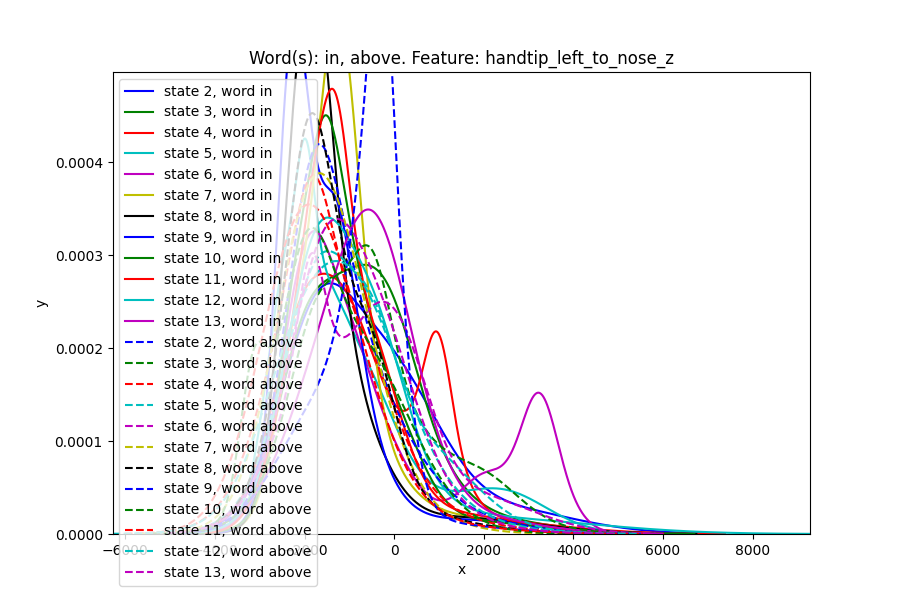 Word(s): in, above. Feature: handtip_left_to_nose_z
state 2, word in
state 3, word in
state 4, word in
state 5, word in
state 6, word in
state 7, word in
state 8, word in
state 9, word in
state 10, word in
state 11, word in
state 12, word in
state 13, word in
state 2, word above
state 3, word above
state 4, word above
state 5, word above
state 6, word above
state 7, word above
state 8, word above
state 9, word above
state 10, word above
state 11, word above
state 12, word above
state 13, word above
0.0004
0.0003
0.0002
0.0001
0.0000
y
−6000 −4000 −2000 0 2000 4000 6000 8000
x